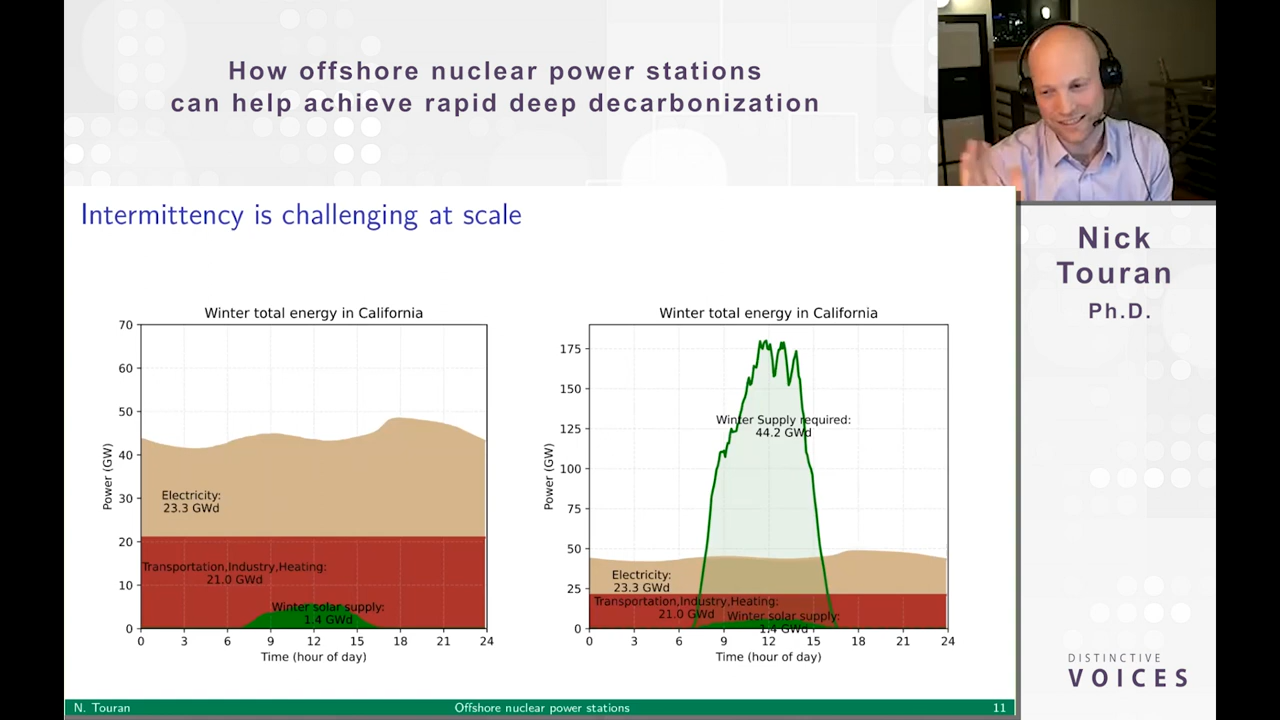 How offshore nuclear power stations
can help achieve rapid deep decarbonization
Nick
Touran
Ph.D.
Intermittency is challenging at scale
Winter total energy in California
70
60
50
40
30
20
10
0
Power (GW)
Electricity:
23.3 GWd
Transportation,Industry,Heating:
21.0 GWd
Winter solar supply:
1.4 GWd
0 3 6 9 12 15 18 21 24
Time (hour of day)
Winter total energy in California
175
150
125
100
75
50
25
0
Power (GW)
Winter Supply required:
44.2 GWd
Electricity:
23.3 GWd
Transportation,Industry,Heating:
21.0 GWd
Winter solar supply:
1.4 GWd
0 3 6 9 12 15 18 21 24
Time (hour of day)
DISTINCTIVE
VOICES
N. Touran Offshore nuclear power stations 11